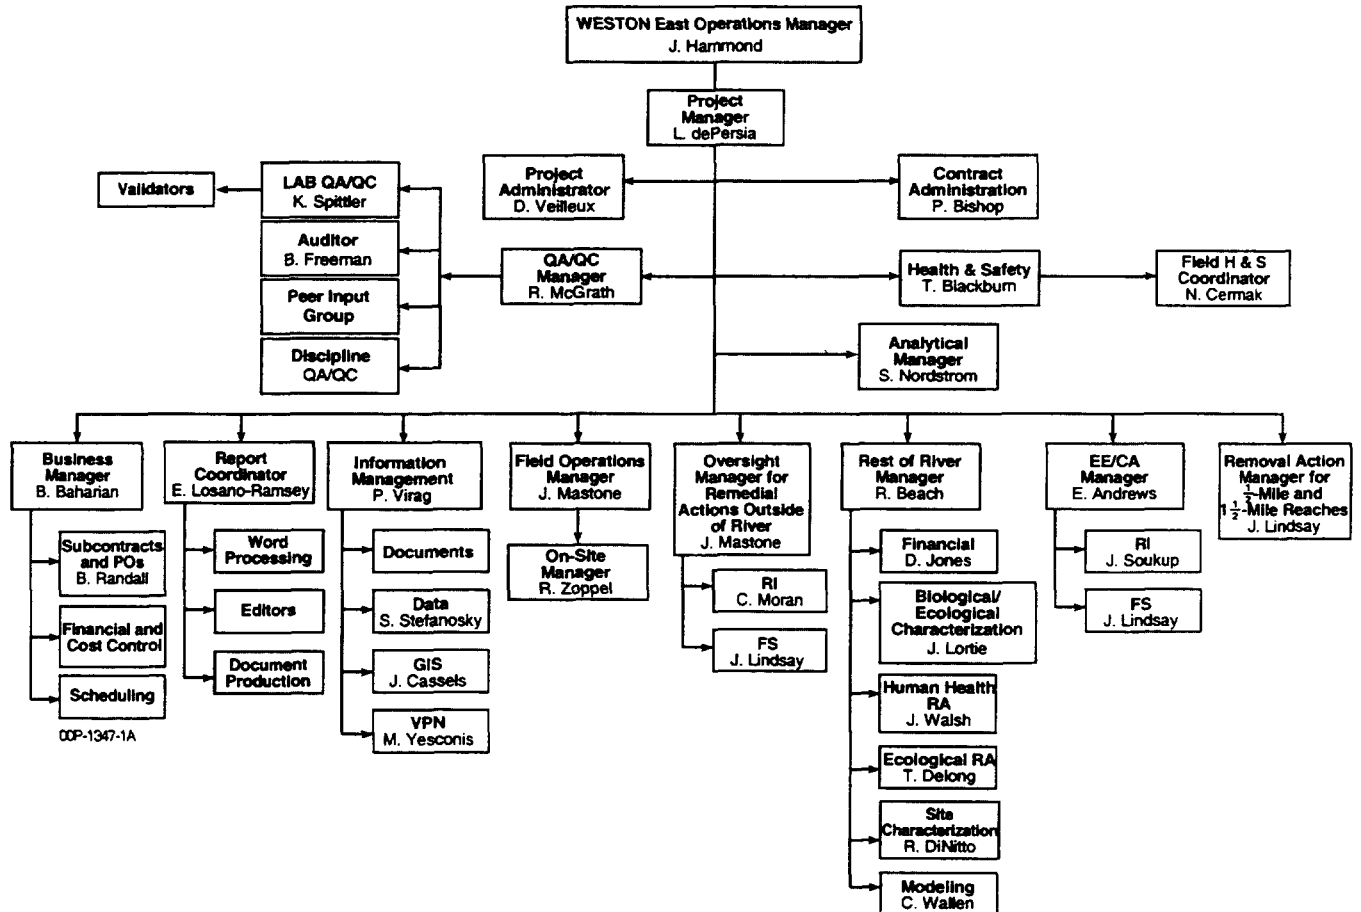 WESTON East Operations Manager
J. Hammond
Project
Manager
L. dePersia
Validators
LAB QA/QC
K. Spittler
Project
Administrator
D. Veilleux
Contract
Administration
P. Bishop
Auditor
B. Freeman
QA/QC
Manager
R. McGrath
Health & Safety
T. Blackburn
Field H & S
Coordinator
N. Cermak
Peer Input
Group
Discipline
QA/QC
Analytical
Manager
S. Nordstrom
Business
Manager
B. Baharian
Subcontracts
and POs
B. Randall
Financial and
Cost Control
Scheduling
Report
Coordinator
E. Losano-Ramsey
Word
Processing
Editors
Document
Production
Information
Management
P. Virag
Documents
Data
S. Stefanosky
GIS
J. Cassels
VPN
M. Yesconis
Field Operations
Manager
J. Mastone
On-Site
Manager
R. Zoppel
Oversight
Manager for
Remedial
Actions Outside
of River
J. Mastone
RI
C. Moran
FS
J. Lindsay
Rest of River
Manager
R. Beach
Financial
D. Jones
Biological/
Ecological
Characterization
J. Lortie
Human Health
RA
J. Walsh
Ecological RA
T. Delong
Site
Characterization
R. DiNitto
Modeling
C. Wallen
EE/CA
Manager
E. Andrews
RI
J. Soukup
FS
J. Lindsay
Removal Action
Manager for
½-Mile and
1 ½-Mile Reaches
J. Lindsay